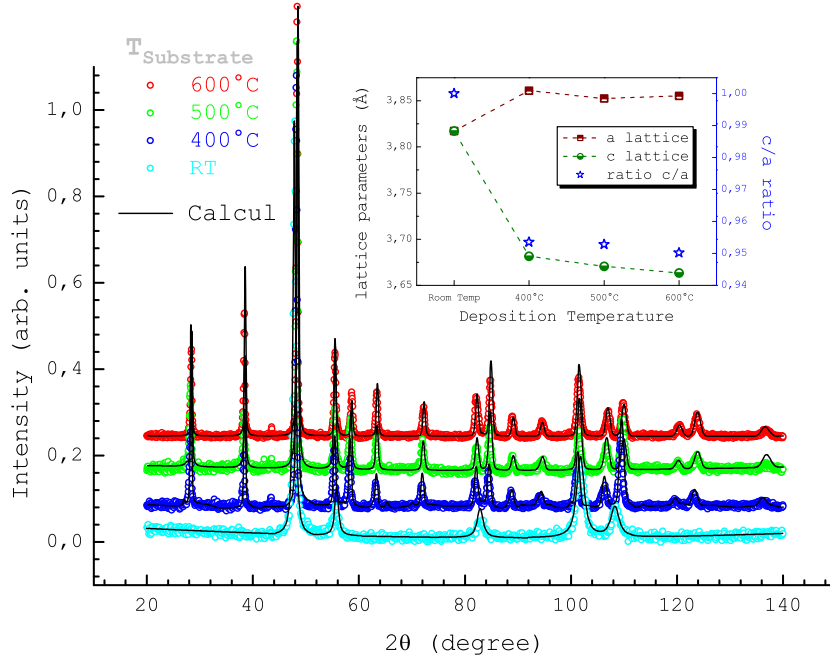 T Substrate
600°C
500°C
400°C
RT
Calcul
Intensity (arb. units)
1,0
0,8
0,6
0,4
0,2
0,0
20 40 60 80 100 120 140
2θ (degree)
lattice parameters (Å)
3,85
3,80
3,75
3,70
3,65
a lattice
c lattice
ratio c/a
1,00
0,99
0,98
0,97
0,96
0,95
0,94
c/a ratio
Room Temp 400°C 500°C 600°C
Deposition Temperature